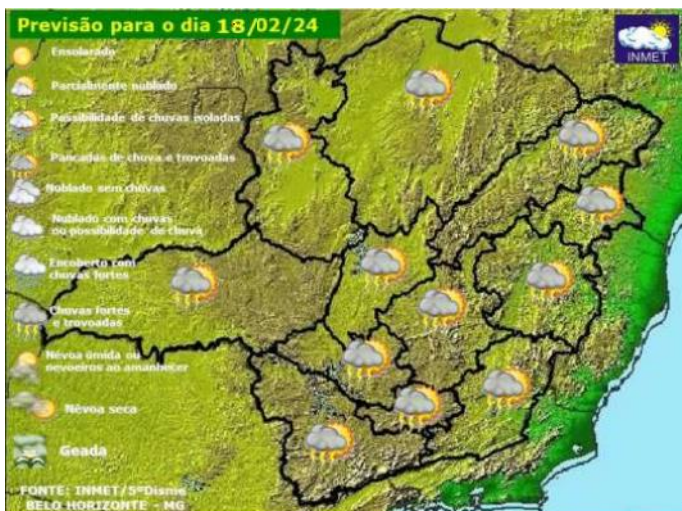 Previsão para o dia 18/02/24
INMET
Ensolarado
Parcialmente nublado
Possibilidade de chuvas isoladas
Pancadas de chuva e trovoadas
Nublado sem chuvas
Nublado com chuvas
ou possibilidade de chuva
Encoberto com
chuvas fortes
Chuvas fortes
e trovoadas
Névoa úmida ou
nevoeiros ao amanhecer
Névoa seca
Geada
FONTE: INMET/5ºDisme
BELO HORIZONTE - MG